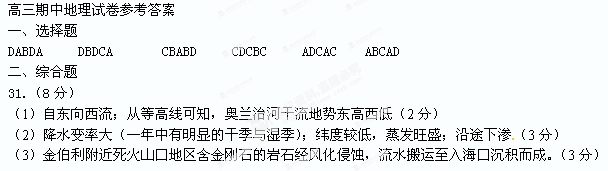 高三期中地理试卷参考答案
一、选择题
DABDA DBDCA CBABD CDCBC ADCAC ABCAD
二、综合题
31.（8分）
（1）自东向西流；从等高线可知，奥兰治河干流地势东高西低（2分）
（2）降水变率大（一年中有明显的干季与湿季）；纬度较低，蒸发旺盛；沿途下渗（3分）
（3）金伯利附近死火山口地区含金刚石的岩石经风化侵蚀，流水搬运至入海口沉积而成。（3分）